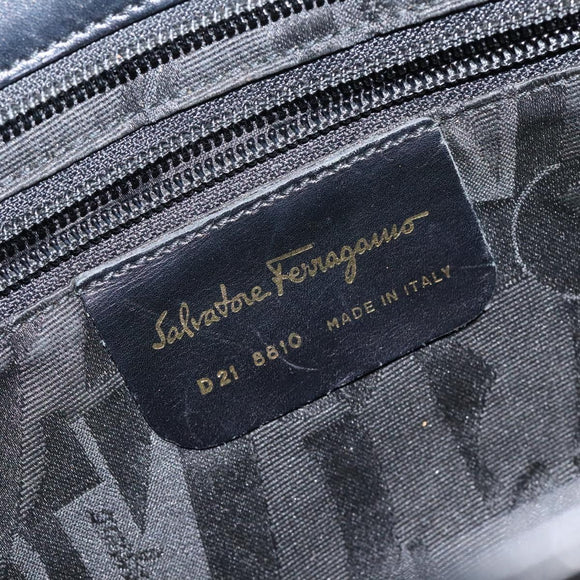 Salvatore Ferragamo
D21 8810 MADE IN ITALY